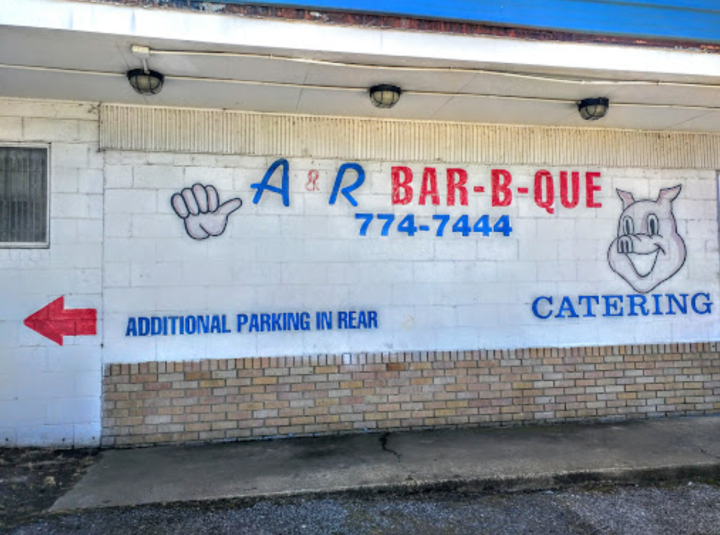 A & R BAR-B-QUE
774-7444
CATERING
ADDITIONAL PARKING IN REAR